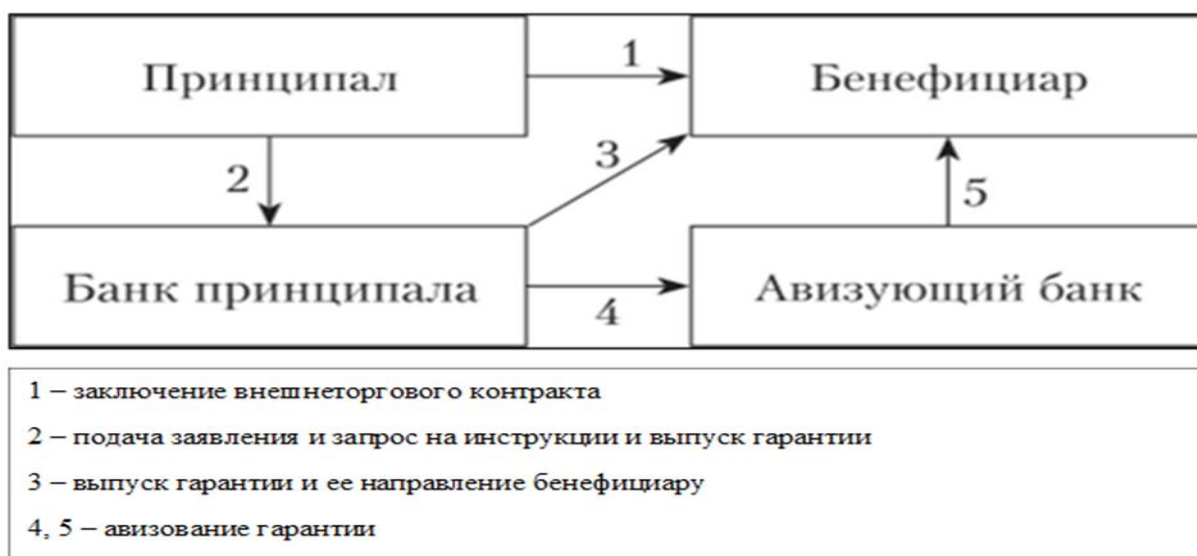 Принципал
1
Бенефициар
2
3
5
Банк принципала
4
Авизующий банк
1 – заключение внешнеторгового контракта
2 – подача заявления и запрос на инструкции и выпуск гарантии
3 – выпуск гарантии и ее направление бенефициару
4, 5 – авизование гарантии